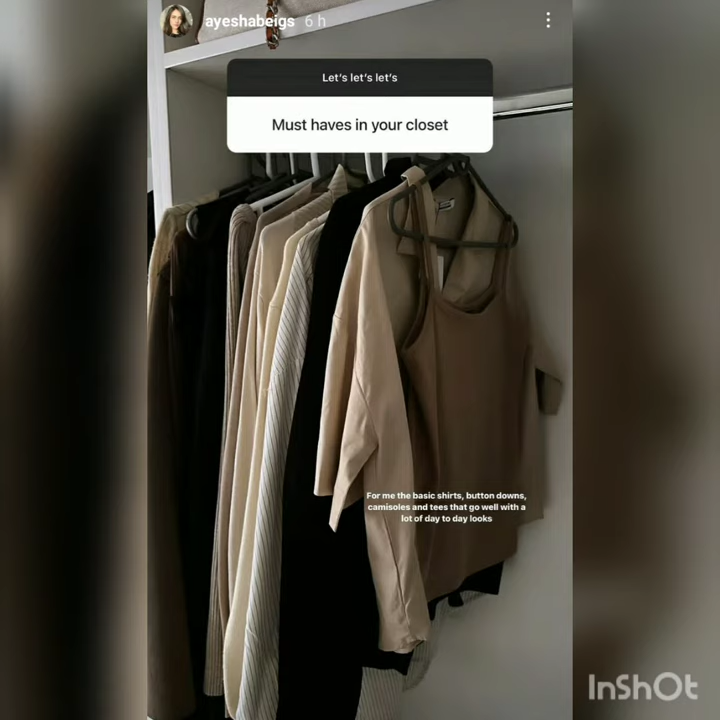 ayeshabeigs 6 h
Let's let's let's
Must haves in your closet
For me the basic shirts, button downs,
camisoles and tees that go well with a
lot of day to day looks
InShOt